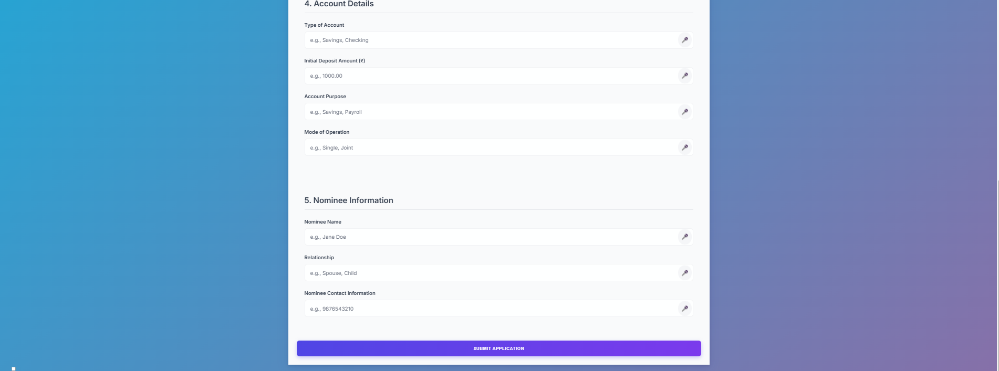 4. Account Details
Type of Account
e.g., Savings, Checking
Initial Deposit Amount (₹)
e.g., 1000.00
Account Purpose
e.g., Savings, Payroll
Mode of Operation
e.g., Single, Joint
5. Nominee Information
Nominee Name
e.g., Jane Doe
Relationship
e.g., Spouse, Child
Nominee Contact Information
e.g., 9876543210
SUBMIT APPLICATION